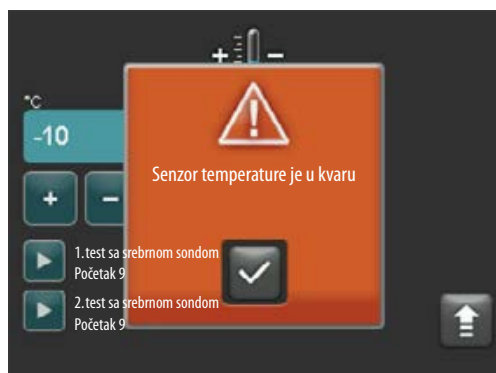 + −
°C
-10
Senzor temperature je u kvaru
+ −
1.test sa srebrnom sondom
Početak 9
2.test sa srebrnom sondom
Početak 9